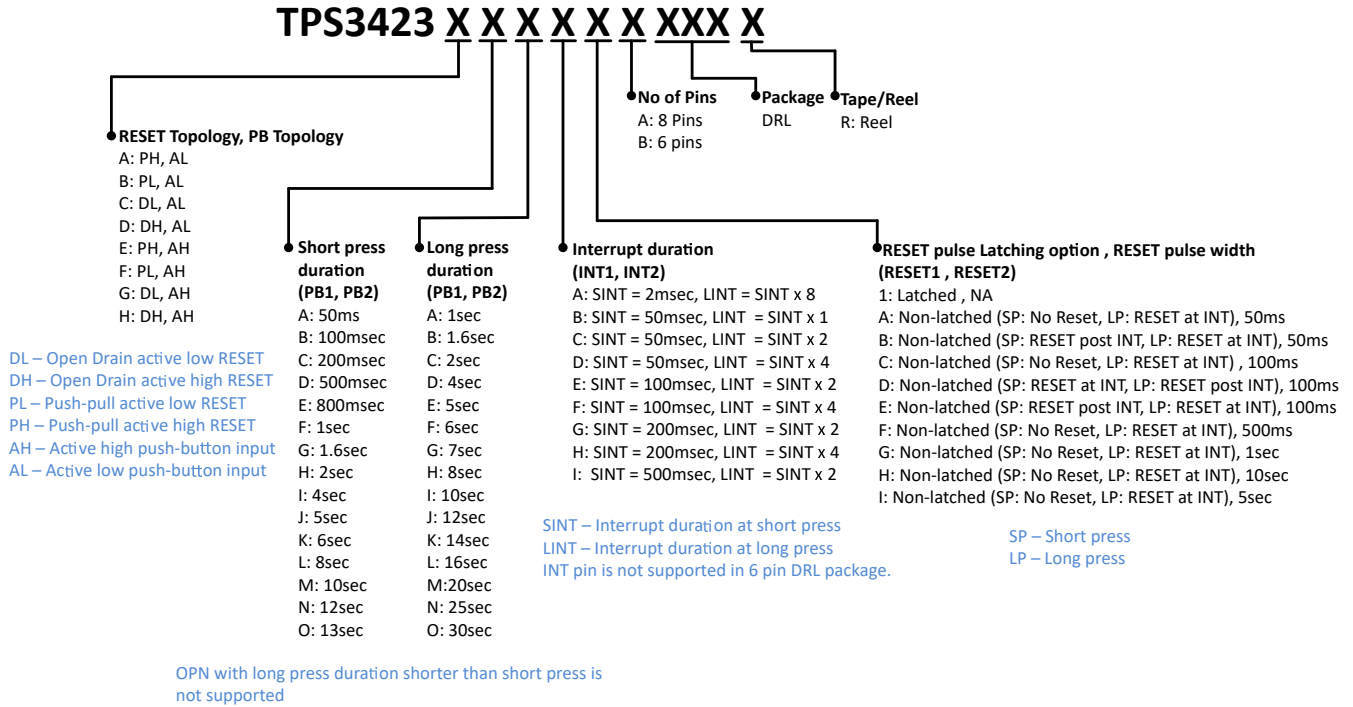 TPS3423 X X X X X X XXX X
No of Pins
A: 8 Pins
B: 6 pins
Package
DRL
Tape/Reel
R: Reel
RESET Topology, PB Topology
A: PH, AL
B: PL, AL
C: DL, AL
D: DH, AL
E: PH, AH
F: PL, AH
G: DL, AH
H: DH, AH
DL – Open Drain active low RESET
DH – Open Drain active high RESET
PL – Push-pull active low RESET
PH – Push-pull active high RESET
AH – Active high push-button input
AL – Active low push-button input
Short press
duration
(PB1, PB2)
A: 50ms
B: 100msec
C: 200msec
D: 500msec
E: 800msec
F: 1sec
G: 1.6sec
H: 2sec
I: 4sec
J: 5sec
K: 6sec
L: 8sec
M: 10sec
N: 12sec
O: 13sec
Long press
duration
(PB1, PB2)
A: 1sec
B: 1.6sec
C: 2sec
D: 4sec
E: 5sec
F: 6sec
G: 7sec
H: 8sec
I: 10sec
J: 12sec
K: 14sec
L: 16sec
M:20sec
N: 25sec
O: 30sec
Interrupt duration
(INT1, INT2)
A: SINT = 2msec, LINT = SINT x 8
B: SINT = 50msec, LINT = SINT x 1
C: SINT = 50msec, LINT = SINT x 2
D: SINT = 50msec, LINT = SINT x 4
E: SINT = 100msec, LINT = SINT x 2
F: SINT = 100msec, LINT = SINT x 4
G: SINT = 200msec, LINT = SINT x 2
H: SINT = 200msec, LINT = SINT x 4
I: SINT = 500msec, LINT = SINT x 2
SINT – Interrupt duration at short press
LINT – Interrupt duration at long press
INT pin is not supported in 6 pin DRL package.
RESET pulse Latching option , RESET pulse width
(RESET1 , RESET2)
1: Latched , NA
A: Non-latched (SP: No Reset, LP: RESET at INT), 50ms
B: Non-latched (SP: RESET post INT, LP: RESET at INT), 50ms
C: Non-latched (SP: No Reset, LP: RESET at INT) , 100ms
D: Non-latched (SP: RESET at INT, LP: RESET post INT), 100ms
E: Non-latched (SP: RESET post INT, LP: RESET at INT), 100ms
F: Non-latched (SP: No Reset, LP: RESET at INT), 500ms
G: Non-latched (SP: No Reset, LP: RESET at INT), 1sec
H: Non-latched (SP: No Reset, LP: RESET at INT), 10sec
I: Non-latched (SP: No Reset, LP: RESET at INT), 5sec
SP – Short press
LP – Long press
OPN with long press duration shorter than short press is
not supported